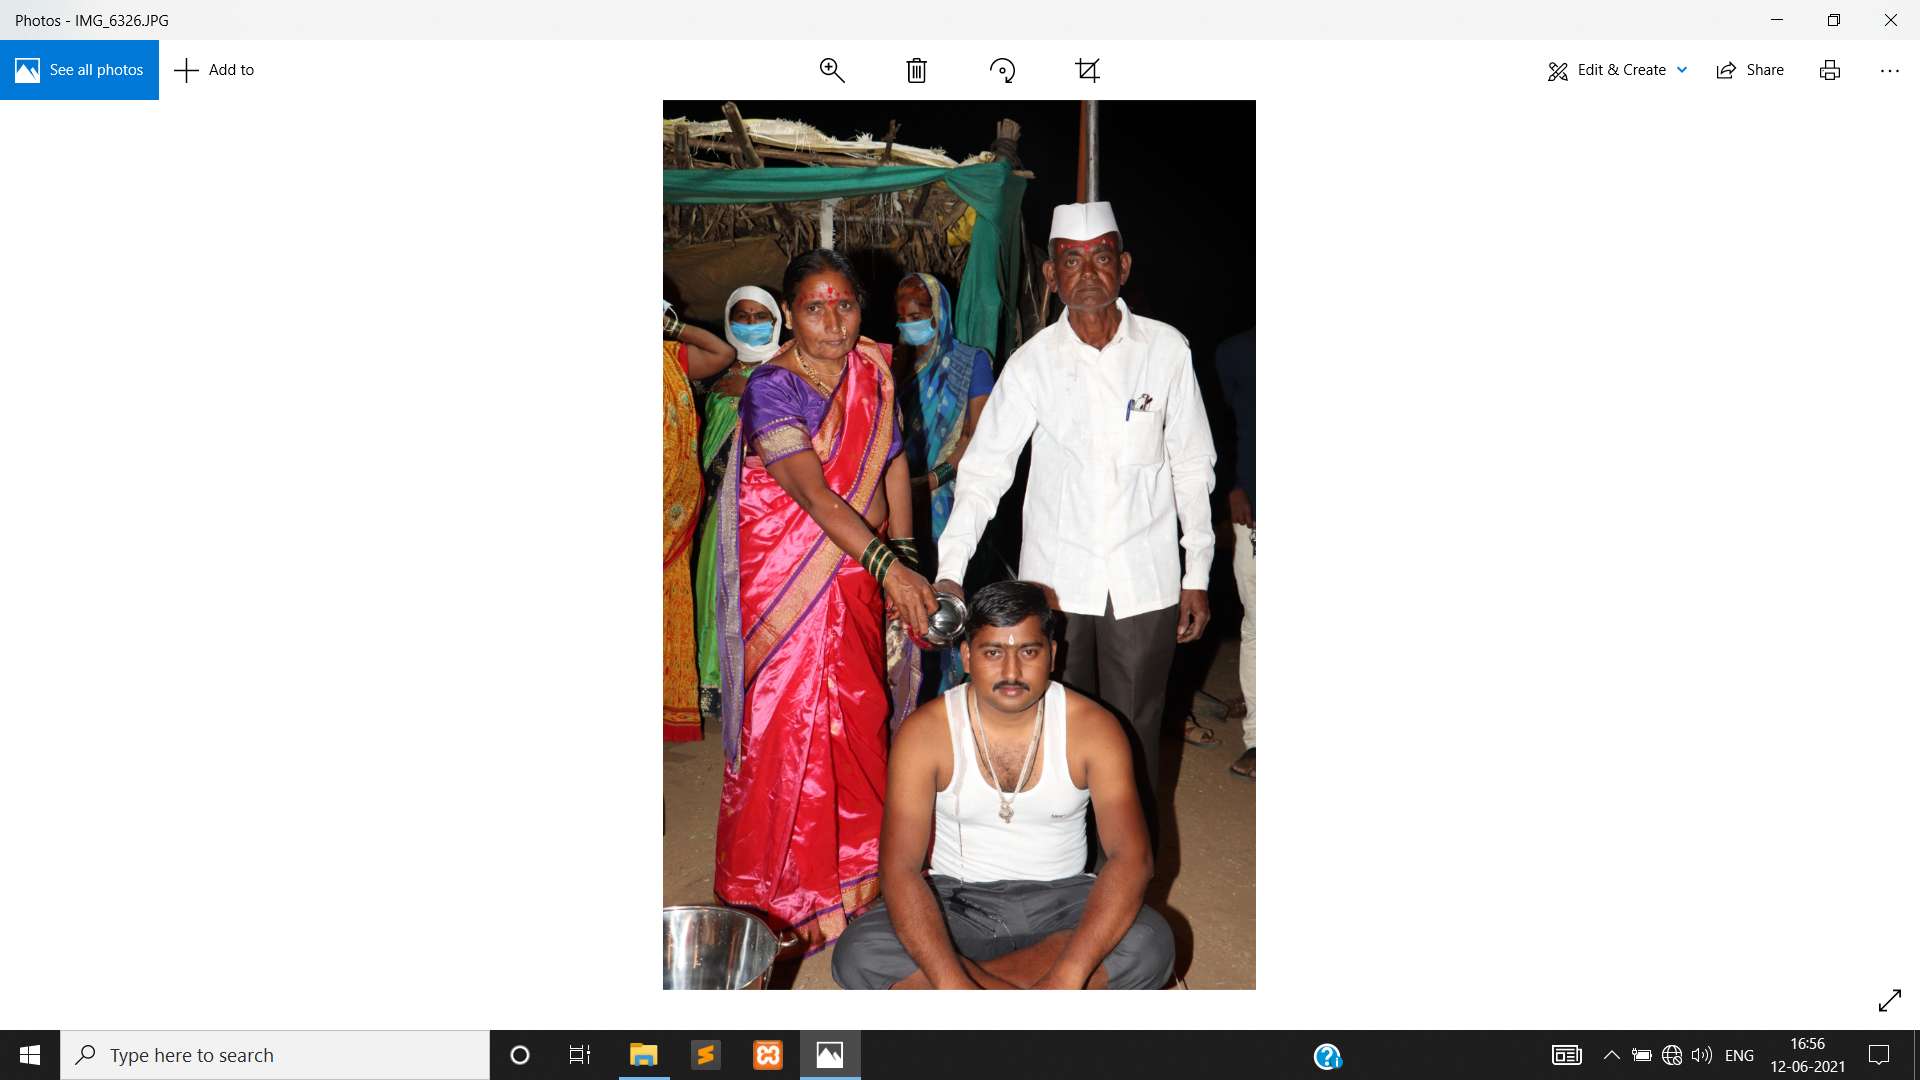 Photos - IMG_6326.JPG
See all photos
Add to
Edit & Create
Share
Type here to search
ENG
16:56
12-06-2021